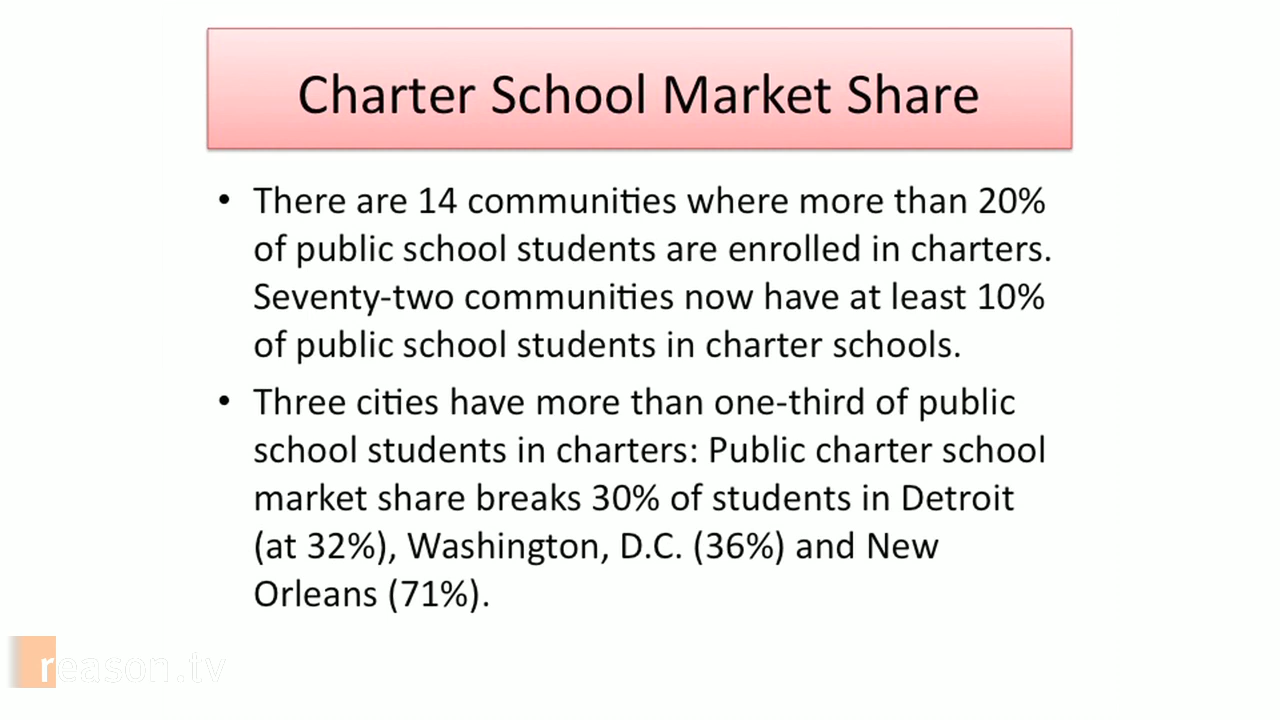 Charter School Market Share
• There are 14 communities where more than 20%
of public school students are enrolled in charters.
Seventy-two communities now have at least 10%
of public school students in charter schools.
• Three cities have more than one-third of public
school students in charters: Public charter school
market share breaks 30% of students in Detroit
(at 32%), Washington, D.C. (36%) and New
Orleans (71%).
reason.tv